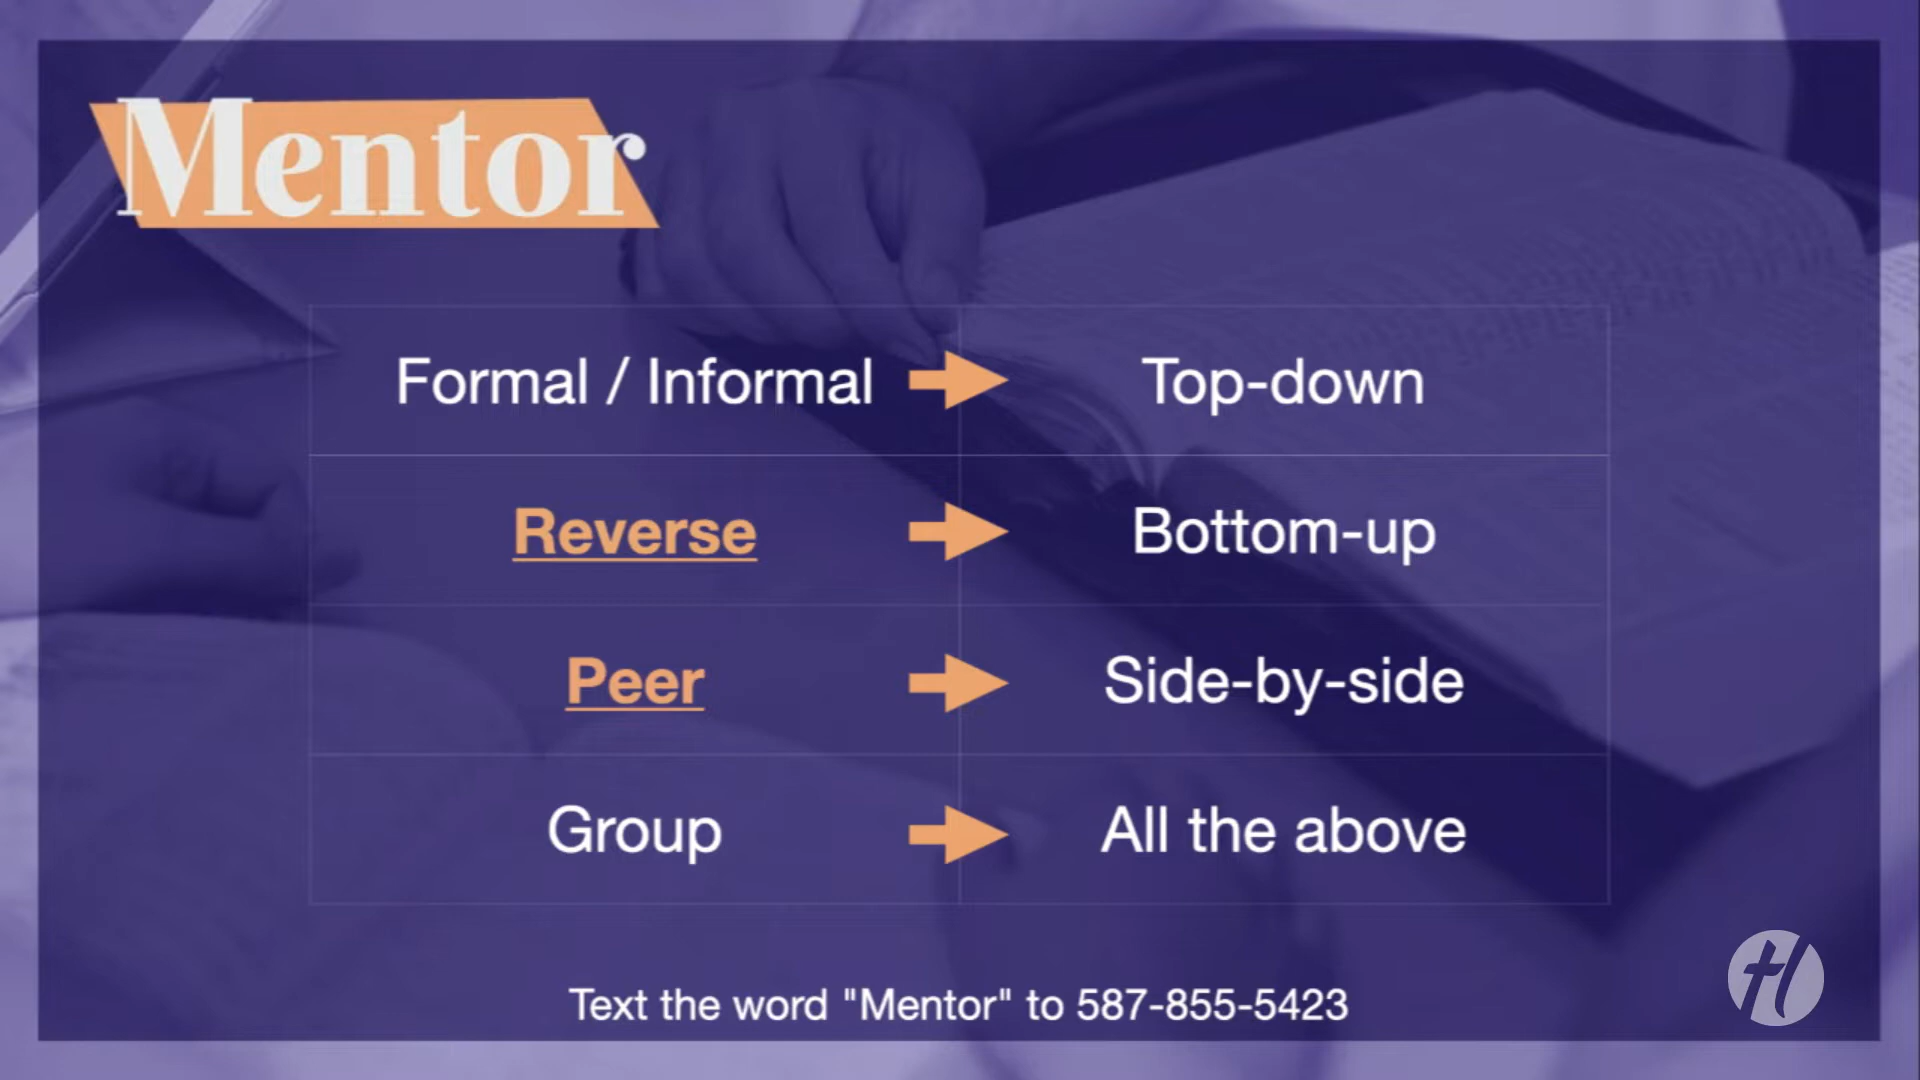 Mentor
Formal / Informal Top-down
Reverse Bottom-up
Peer Side-by-side
Group All the above
Text the word "Mentor" to 587-855-5423